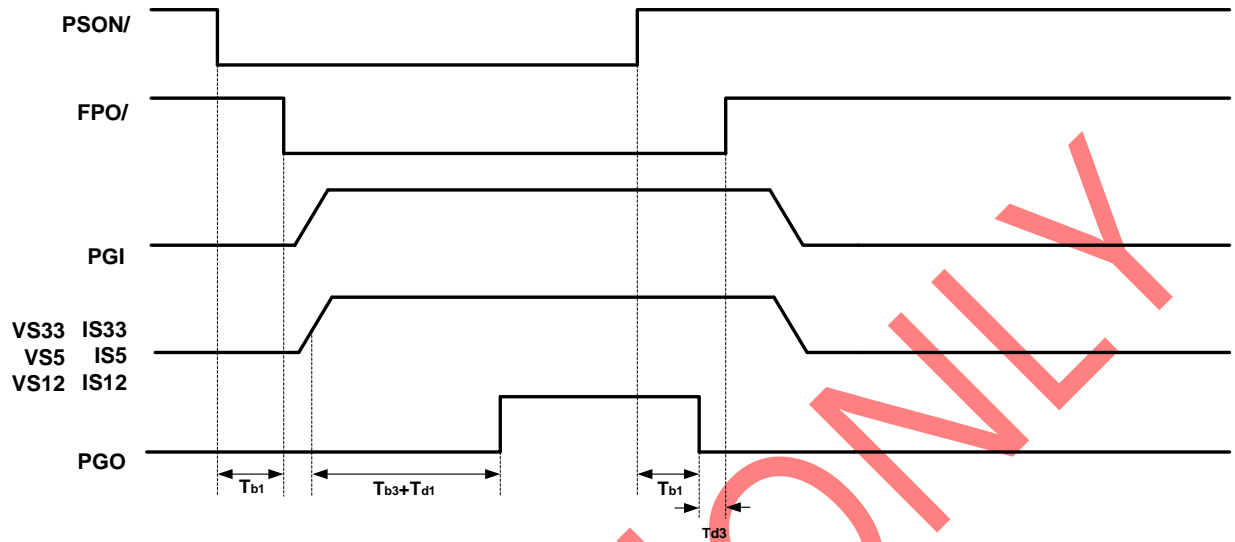 PSON/
FPO/
PGI
VS33 IS33
VS5 IS5
VS12 IS12
PGO
Tb1
Tb3+Td1
Tb1
Td3
ONLY